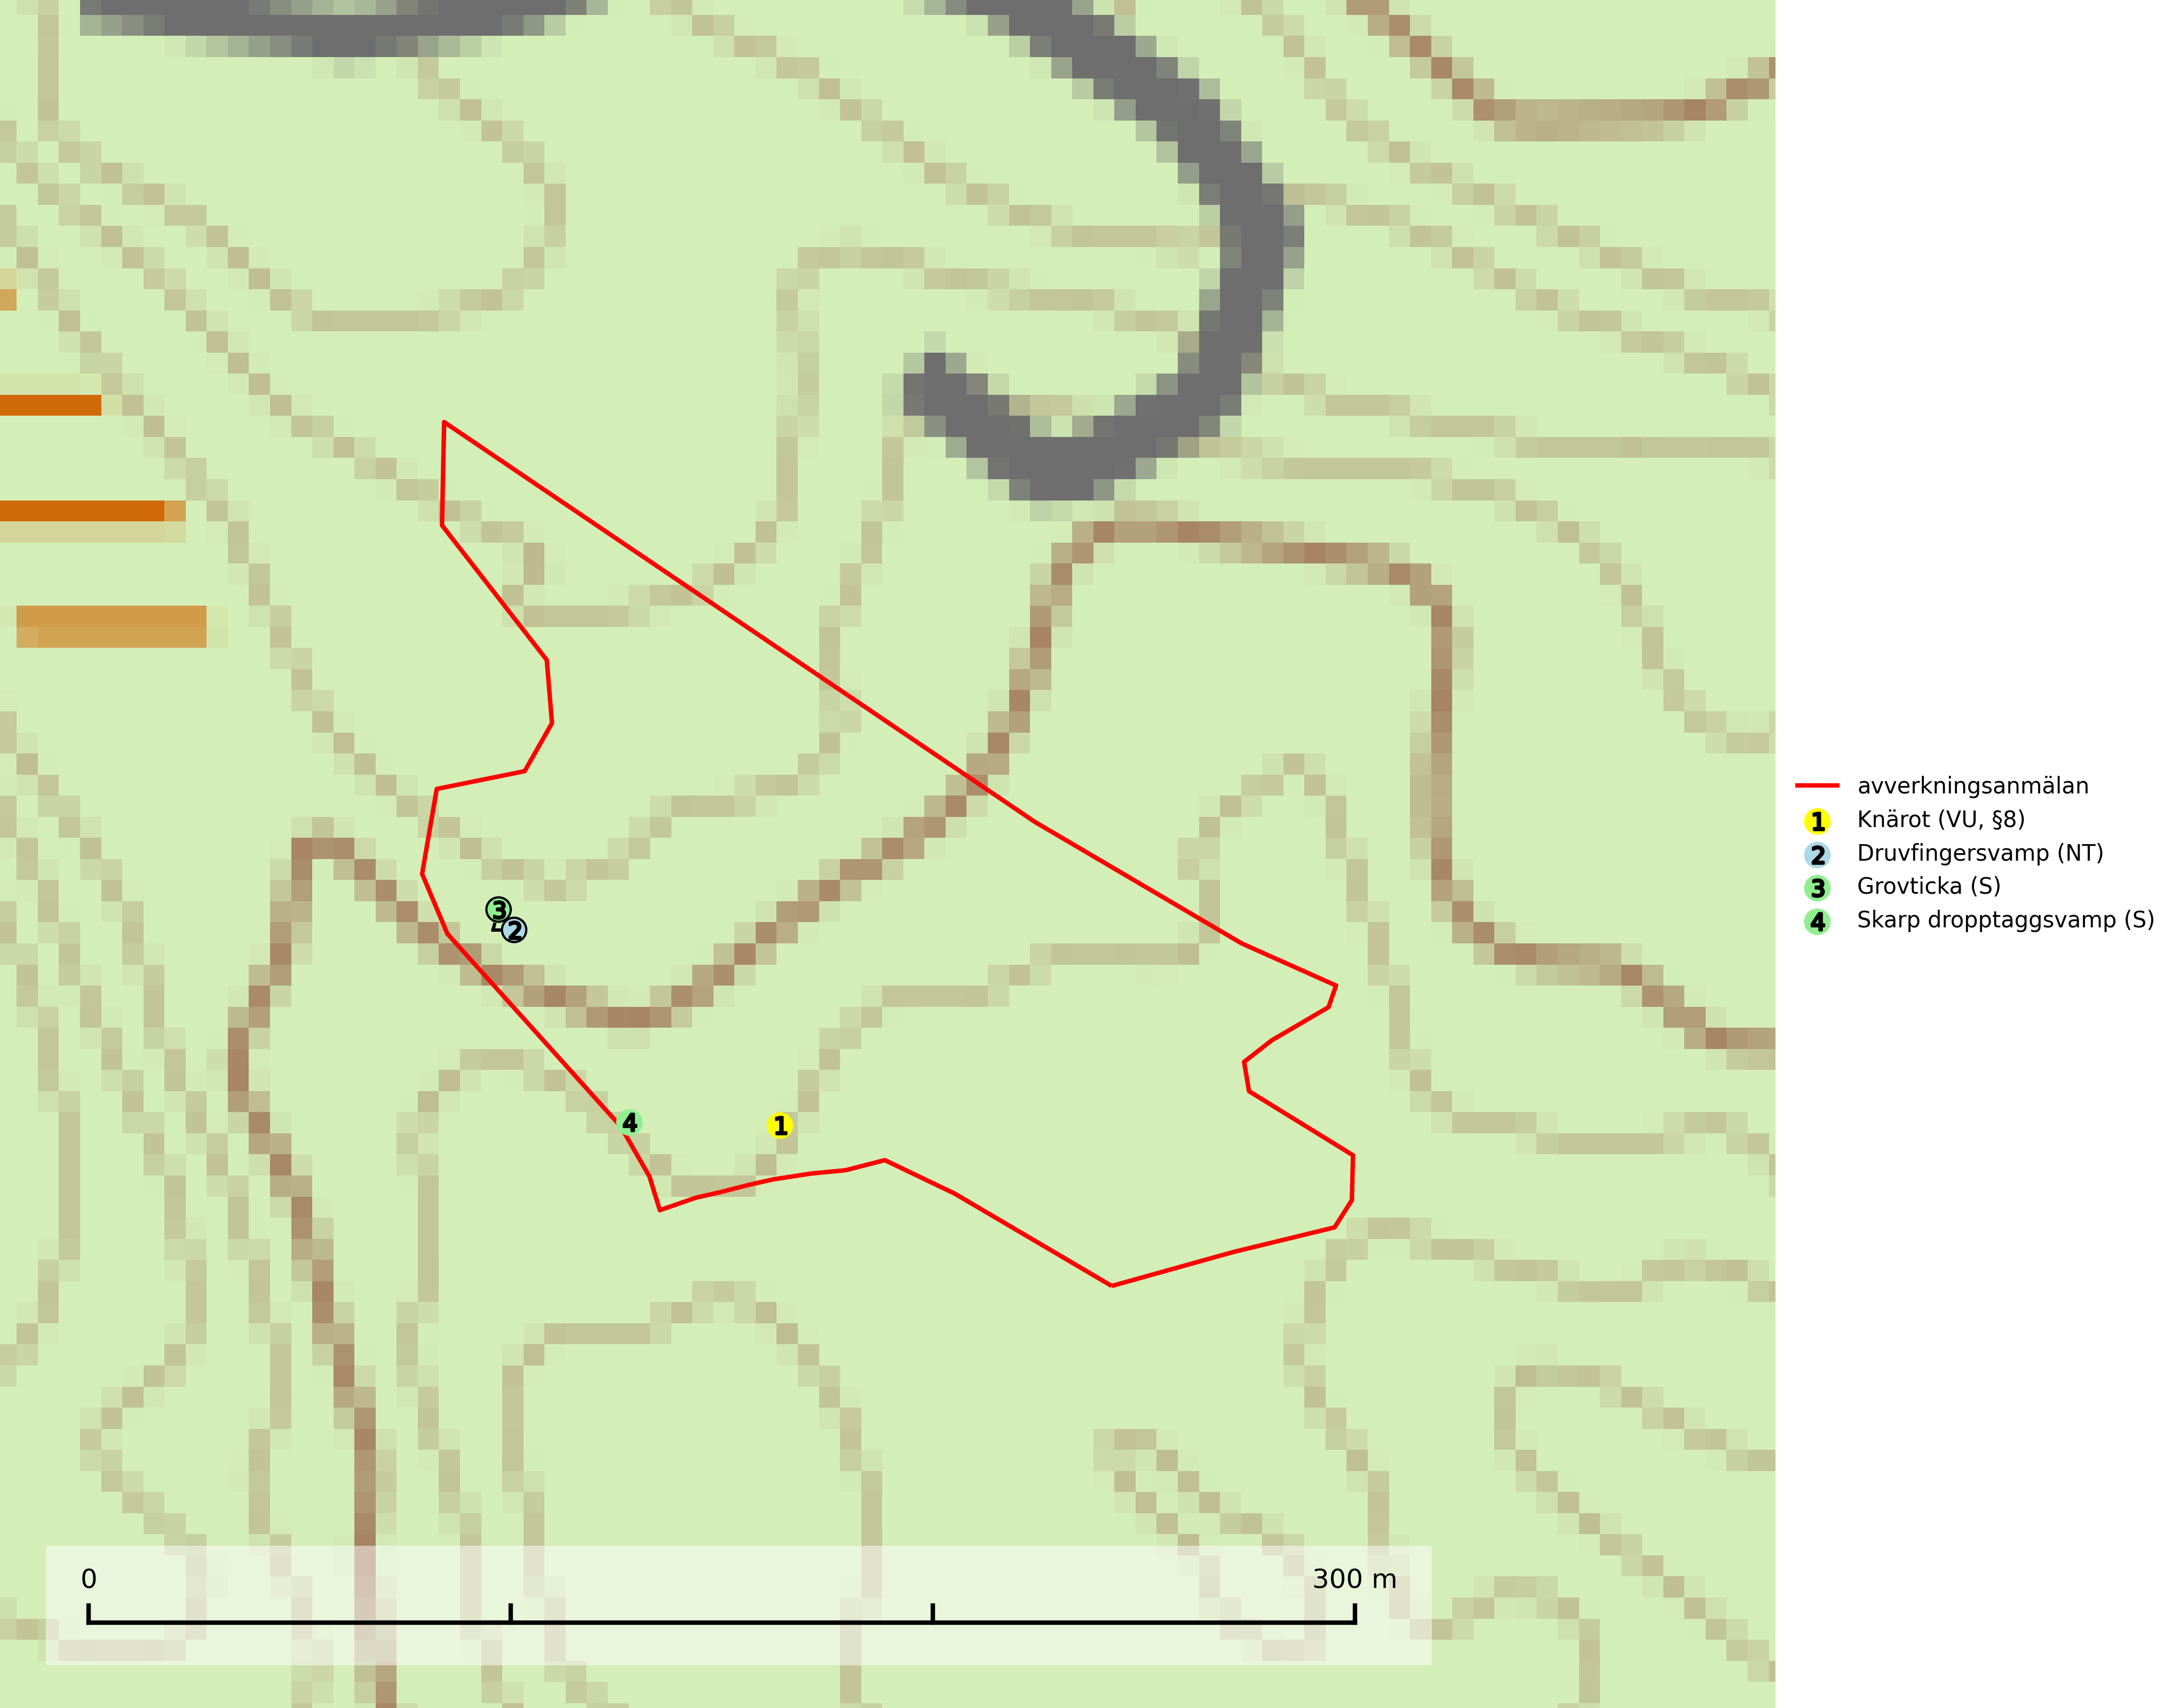 3
2
4
1
0
300 m
avverkningsanmälan
1 Knärot (VU, §8)
2 Druvfingersvamp (NT)
3 Grovticka (S)
4 Skarp dropptaggsvamp (S)